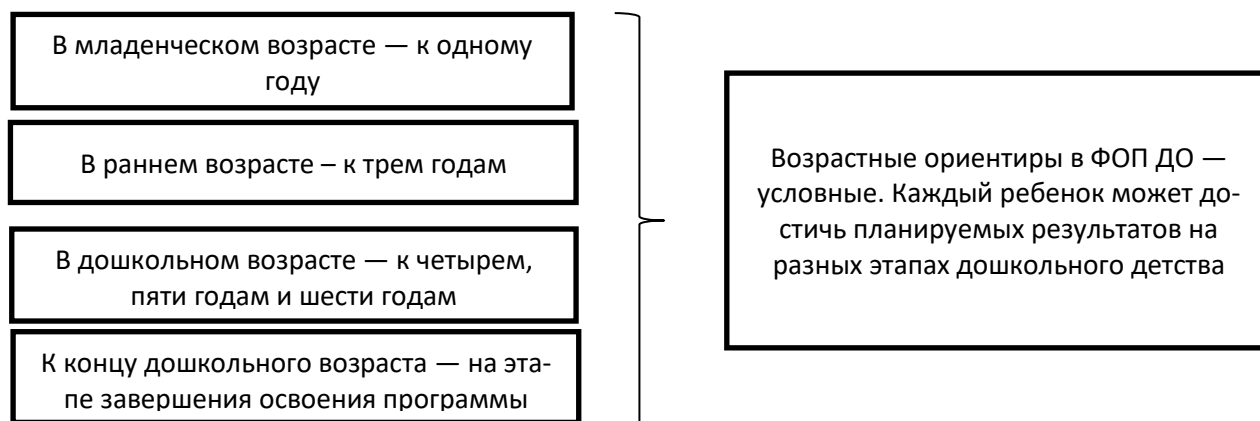 В младенческом возрасте — к одному
году
В раннем возрасте – к трем годам
В дошкольном возрасте — к четырем,
пяти годам и шести годам
К концу дошкольного возраста — на эта-
пе завершения освоения программы
Возрастные ориентиры в ФОП ДО —
условные. Каждый ребенок может до-
стичь планируемых результатов на
разных этапах дошкольного детства